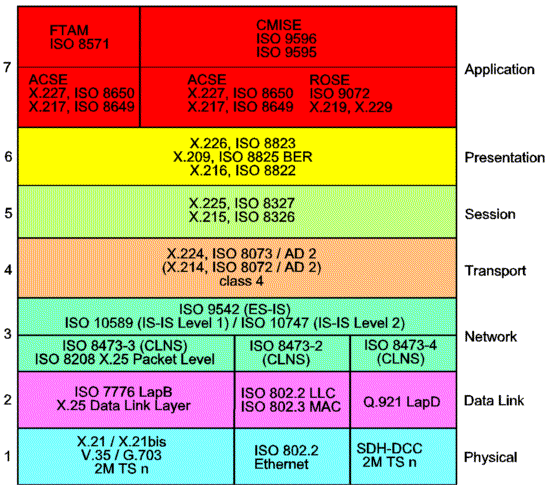 7
FTAM
ISO 8571
CMISE
ISO 9596
ISO 9595
ACSE
X.227, ISO 8650
X.217, ISO 8649
ACSE
X.227, ISO 8650
X.217, ISO 8649
ROSE
ISO 9072
X.219, X.229
Application
6
X.226, ISO 8823
X.209, ISO 8825 BER
X.216, ISO 8822
Presentation
5
X.225, ISO 8327
X.215, ISO 8326
Session
4
X.224, ISO 8073 / AD 2
(X.214, ISO 8072 / AD 2)
class 4
Transport
3
ISO 9542 (ES-IS)
ISO 10589 (IS-IS Level 1) / ISO 10747 (IS-IS Level 2)
ISO 8473-3 (CLNS)
ISO 8208 X.25 Packet Level
ISO 8473-2
(CLNS)
ISO 8473-4
(CLNS)
Network
2
ISO 7776 LapB
X.25 Data Link Layer
ISO 802.2 LLC
ISO 802.3 MAC
Q.921 LapD
Data Link
1
X.21 / X.21bis
V.35 / G.703
2M TS n
ISO 802.2
Ethernet
SDH-DCC
2M TS n
Physical